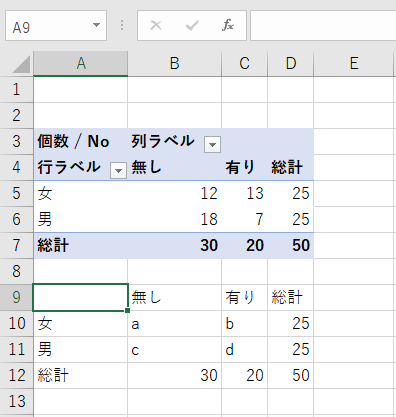 A9 fx
A B C D E
1
2
3 個数 / No 列ラベル
4 行ラベル 無し 有り 総計
5 女 12 13 25
6 男 18 7 25
7 総計 30 20 50
8
9 無し 有り 総計
10 女 a b 25
11 男 c d 25
12 総計 30 20 50
13